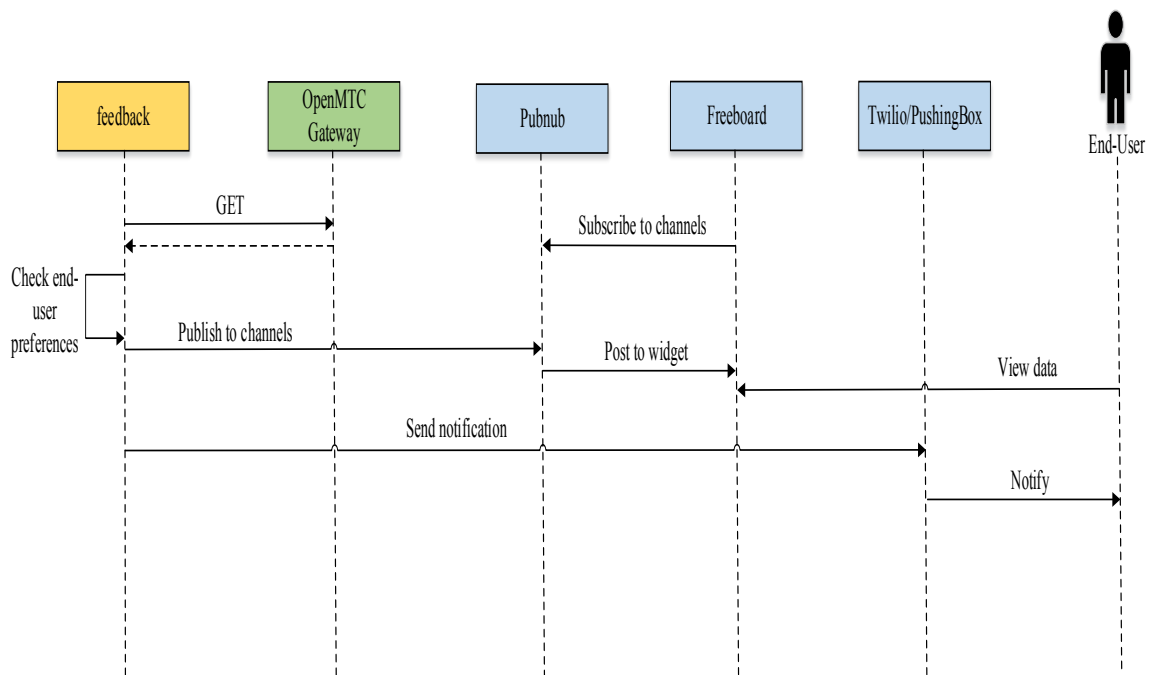 feedback
OpenMTC
Gateway
Pubnub
Freeboard
Twilio/PushingBox
End-User
GET
Subscribe to channels
Check end-
user
preferences
Publish to channels
Post to widget
View data
Send notification
Notify